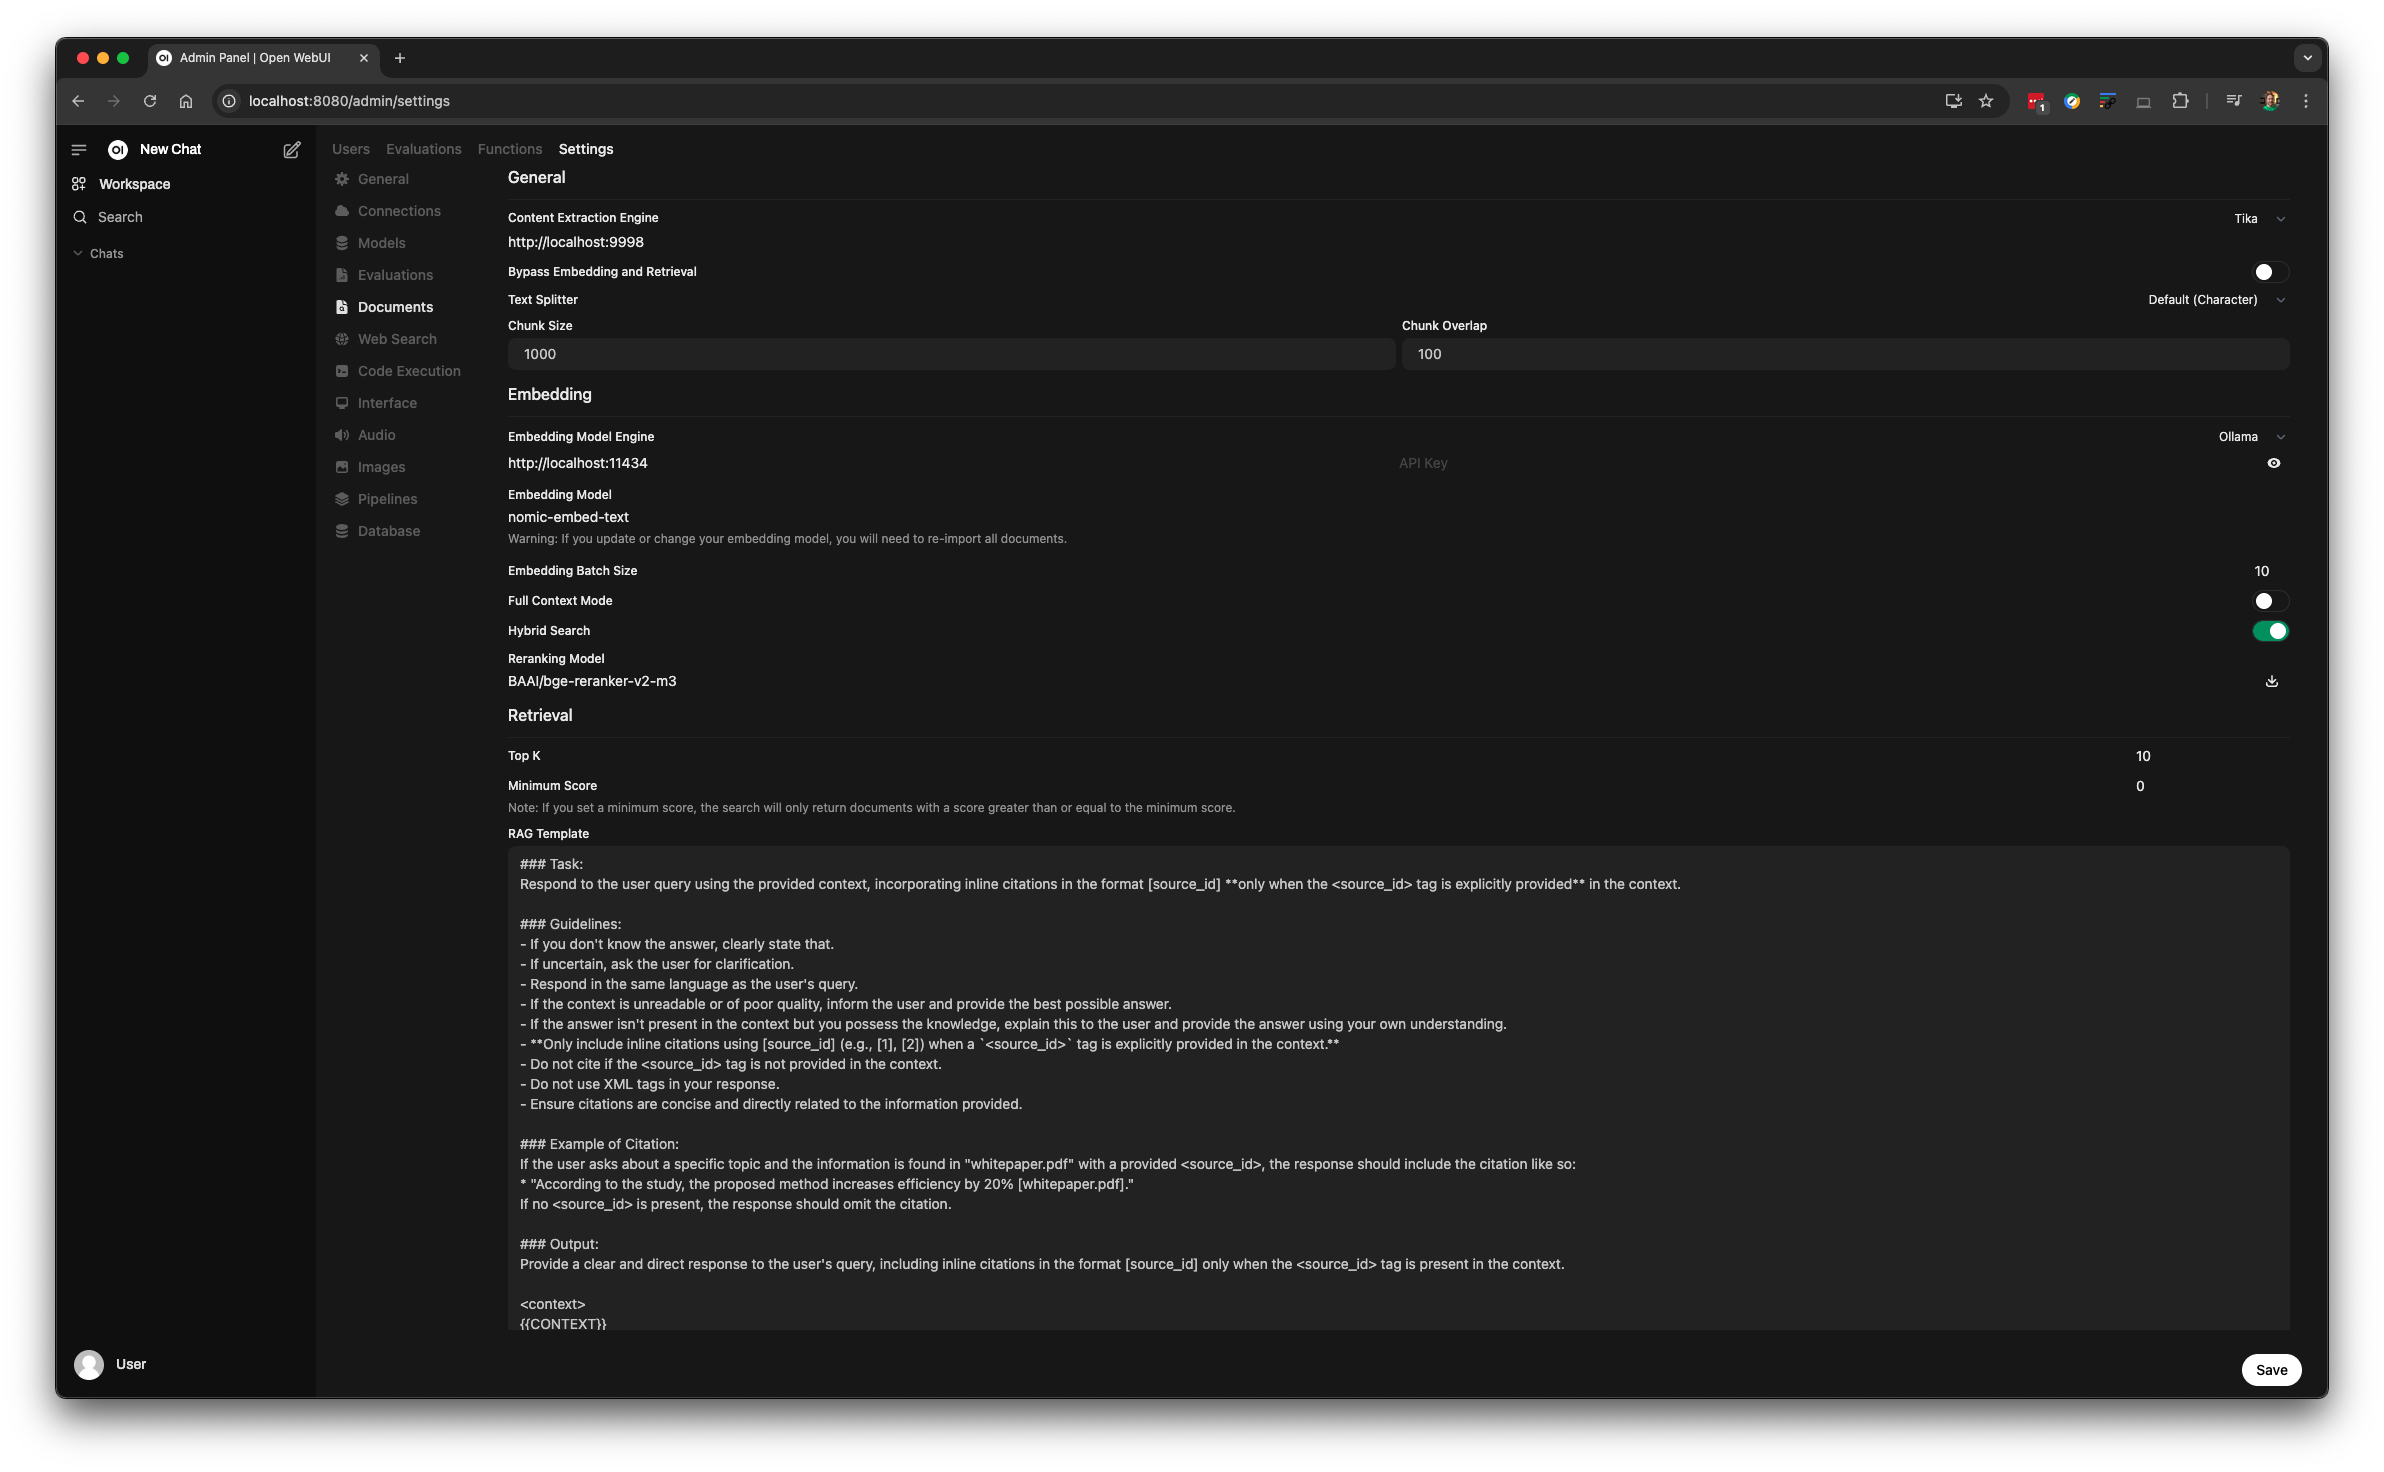 Admin Panel | Open WebUI
localhost:8080/admin/settings
1
OI New Chat
Workspace
Search
Chats
Users Evaluations Functions Settings
General
Connections
Models
Evaluations
Documents
Web Search
Code Execution
Interface
Audio
Images
Pipelines
Database
General
Content Extraction Engine Tika
http://localhost:9998
Bypass Embedding and Retrieval
Text Splitter Default (Character)
Chunk Size Chunk Overlap
1000 100
Embedding
Embedding Model Engine Ollama
http://localhost:11434 API Key
Embedding Model
nomic-embed-text
Warning: If you update or change your embedding model, you will need to re-import all documents.
Embedding Batch Size 10
Full Context Mode
Hybrid Search
Reranking Model
BAAI/bge-reranker-v2-m3
Retrieval
Top K 10
Minimum Score 0
Note: If you set a minimum score, the search will only return documents with a score greater than or equal to the minimum score.
RAG Template
### Task:
Respond to the user query using the provided context, incorporating inline citations in the format [source_id] **only when the <source_id> tag is explicitly provided** in the context.
### Guidelines:
- If you don't know the answer, clearly state that.
- If uncertain, ask the user for clarification.
- Respond in the same language as the user's query.
- If the context is unreadable or of poor quality, inform the user and provide the best possible answer.
- If the answer isn't present in the context but you possess the knowledge, explain this to the user and provide the answer using your own understanding.
- **Only include inline citations using [source_id] (e.g., [1], [2]) when a `<source_id>` tag is explicitly provided in the context.**
- Do not cite if the <source_id> tag is not provided in the context.
- Do not use XML tags in your response.
- Ensure citations are concise and directly related to the information provided.
### Example of Citation:
If the user asks about a specific topic and the information is found in "whitepaper.pdf" with a provided <source_id>, the response should include the citation like so:
* "According to the study, the proposed method increases efficiency by 20% [whitepaper.pdf]."
If no <source_id> is present, the response should omit the citation.
### Output:
Provide a clear and direct response to the user's query, including inline citations in the format [source_id] only when the <source_id> tag is present in the context.
<context>
{{CONTEXT}}
User
Save